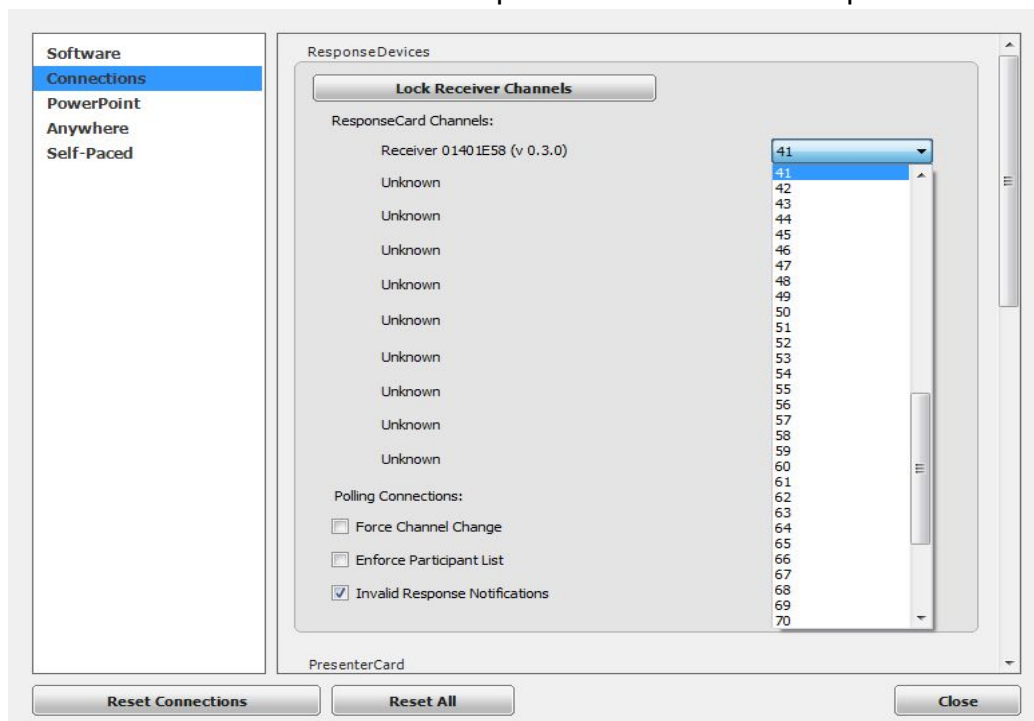 Software
Connections
PowerPoint
Anywhere
Self-Paced
ResponseDevices
Lock Receiver Channels
ResponseCard Channels:
Receiver 01401E58 (v 0.3.0)
41
Unknown
Unknown
Unknown
Unknown
Unknown
Unknown
Unknown
Unknown
Unknown
41
42
43
44
45
46
47
48
49
50
51
52
53
54
55
56
57
58
59
60
61
62
63
64
65
66
67
68
69
70
Polling Connections:
Force Channel Change
Enforce Participant List
Invalid Response Notifications
PresenterCard
Reset Connections
Reset All
Close